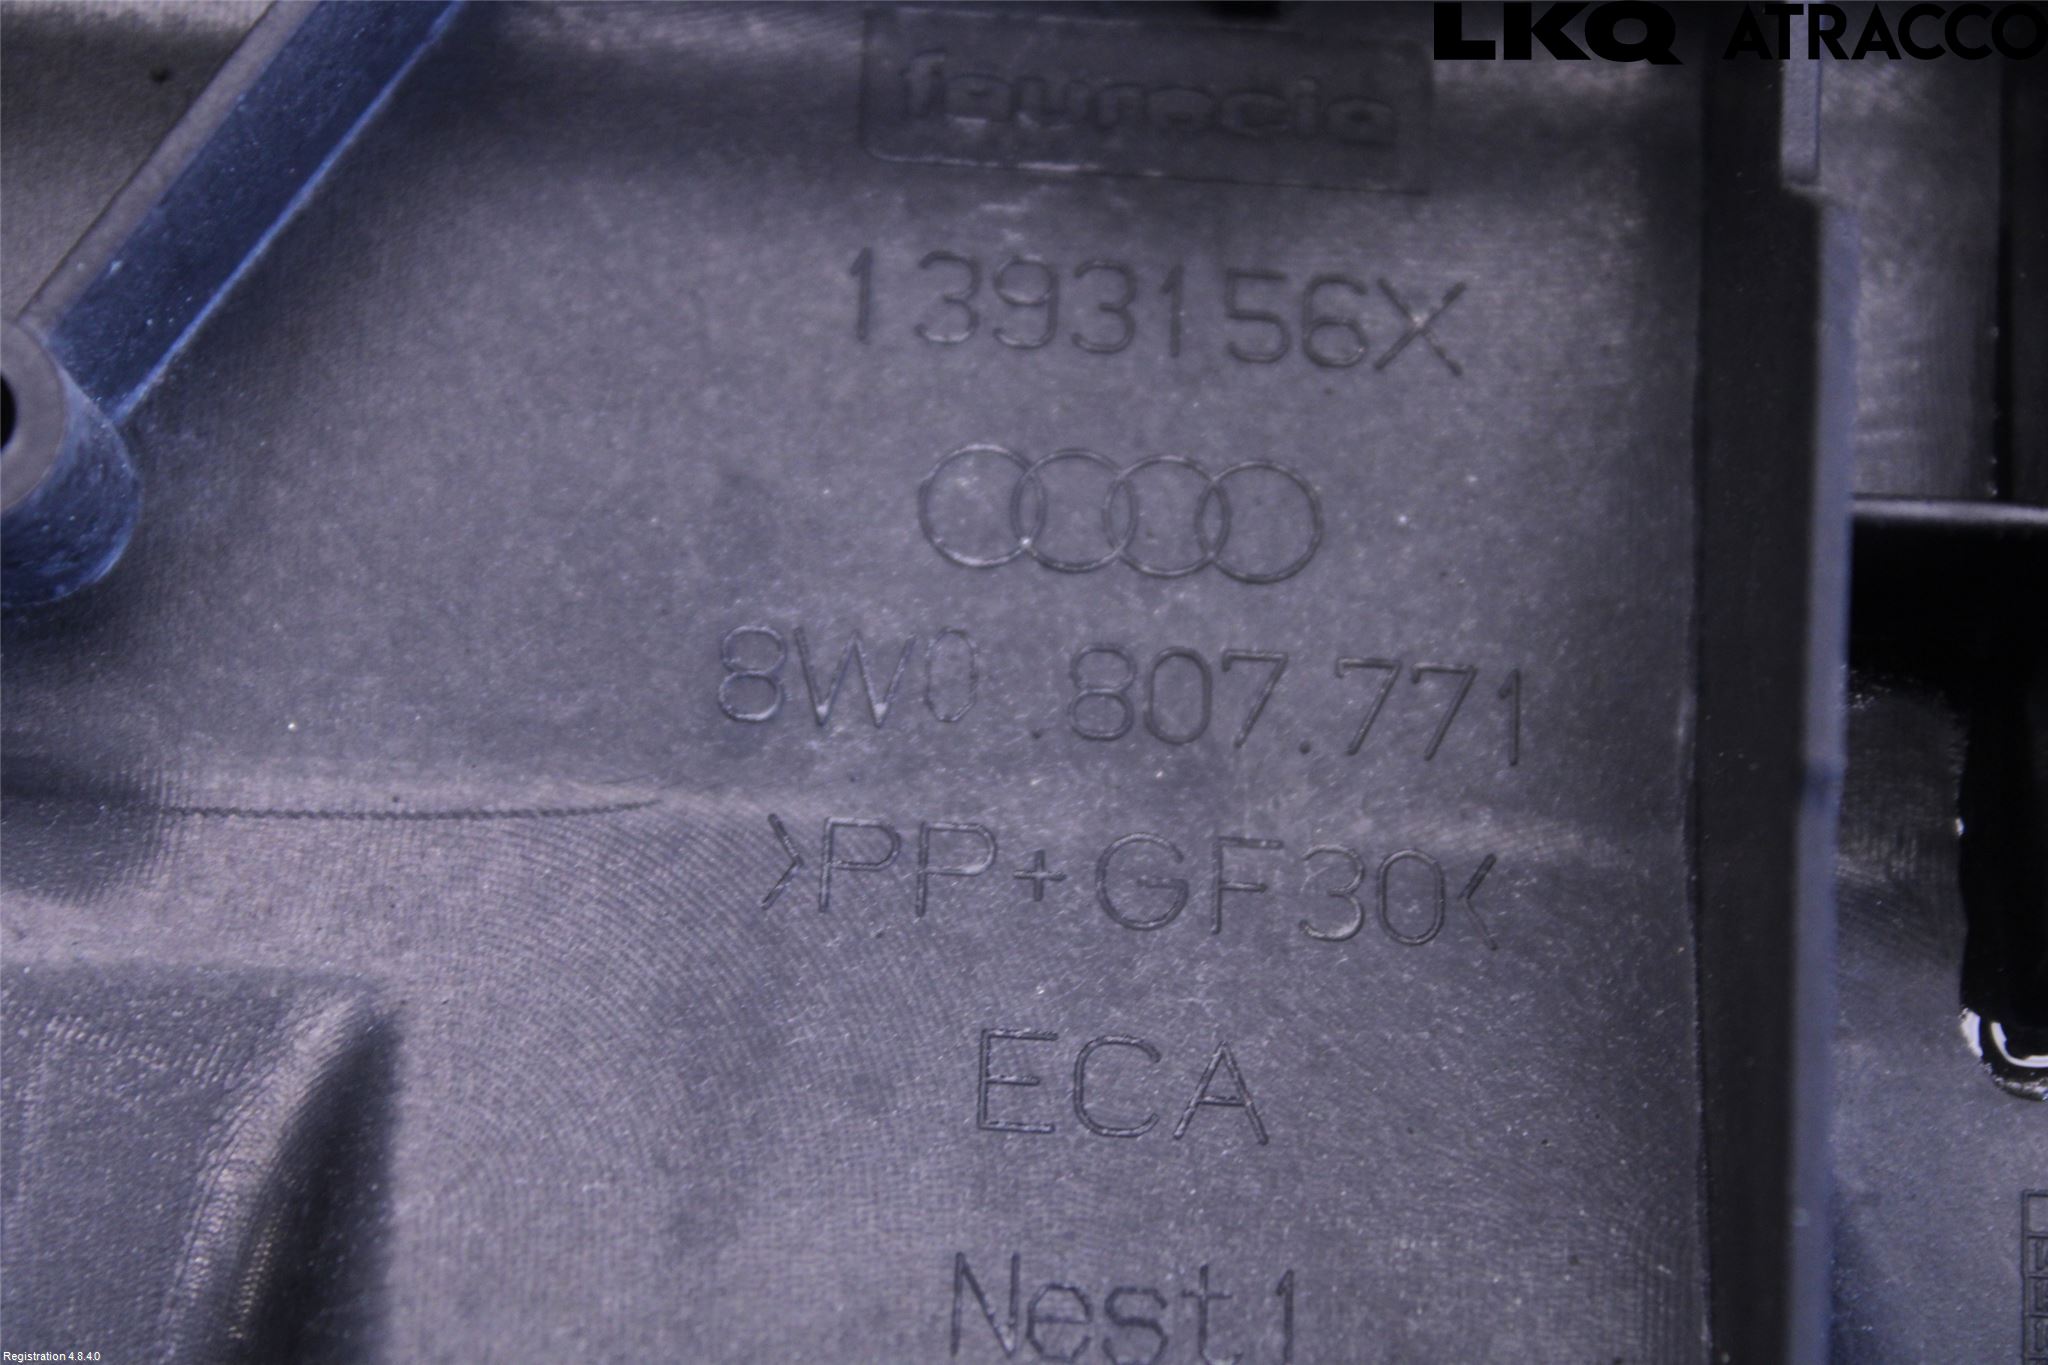 LKQ ATRACCO
faurecia
1393156X
8W0.807.771
>PP+GF30<
ECA
Nest 1
Registration 4.8.4.0